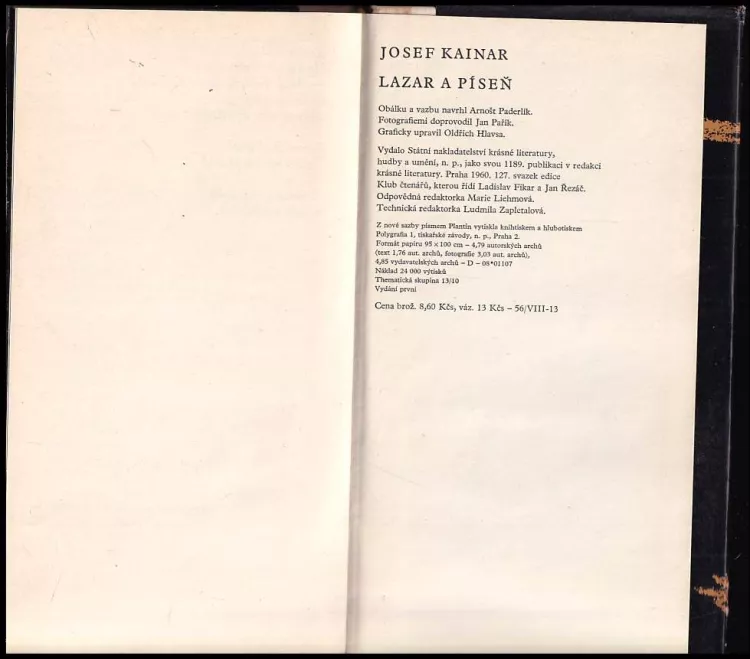 JOSEF KAINAR
LAZAR A PÍSEŇ
Obálku a vazbu navrhl Arnošt Paderlík.
Fotografiemi doprovodil Jan Pařík.
Graficky upravil Oldřich Hlavsa.
Vydalo Státní nakladatelství krásné literatury,
hudby a umění, n. p., jako svou 1189. publikaci v redakci
krásné literatury. Praha 1960. 127. svazek edice
Klub čtenářů, kterou řídí Ladislav Fikar a Jan Řezáč.
Odpovědná redaktorka Marie Liehmová.
Technická redaktorka Ludmila Zapletalová.
Z nové sazby písmem Plantin vytiskla knihtiskem a hlubotiskem
Polygrafia 1, tiskařské závody, n. p., Praha 2.
Formát papíru 95 x 100 cm – 4,79 autorských archů
(text 1,76 aut. archů, fotografie 3,03 aut. archů),
4,85 vydavatelských archů – D – 08*01107
Náklad 24 000 výtisků
Thematická skupina 13/10
Vydání první
Cena brož. 8,60 Kčs, váz. 13 Kčs – 56/VIII-13